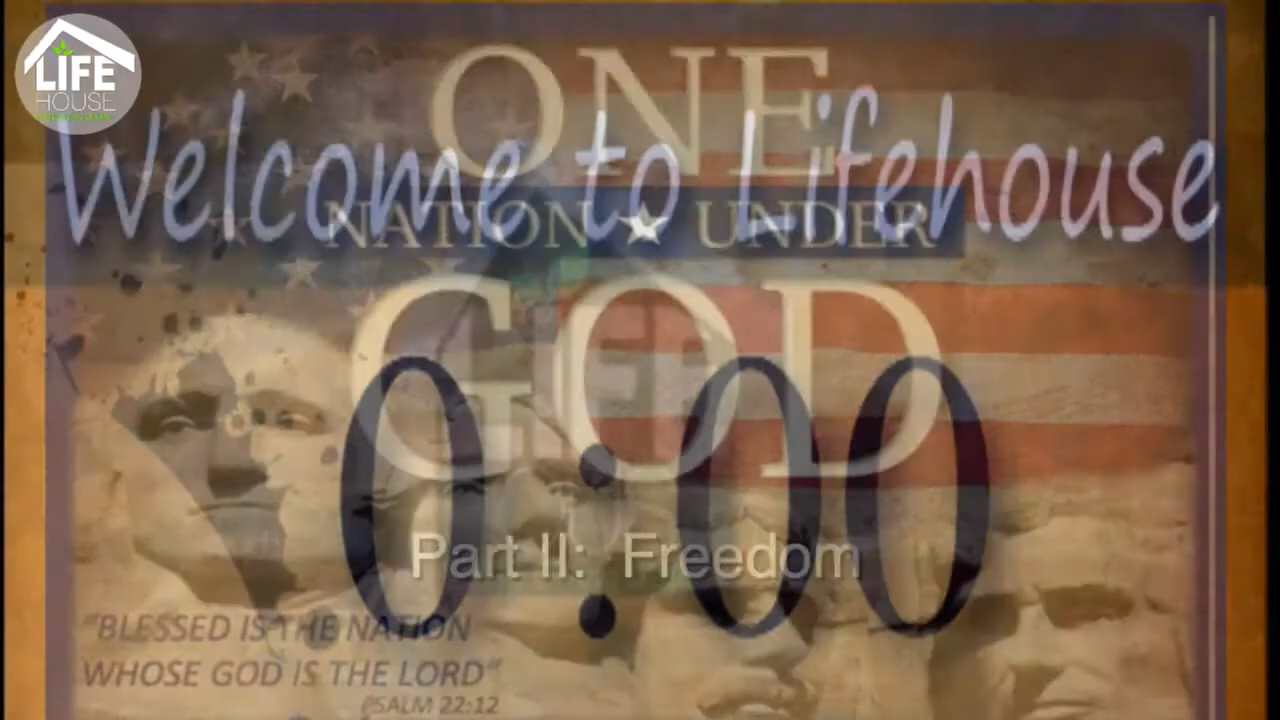 LIFE
HOUSE
Welcome to Lifehouse
ONE
NATION UNDER
GOD
LIFE
0:00
Part II: Freedom
"BLESSED IS THE NATION
WHOSE GOD IS THE LORD"
PSALM 22:12